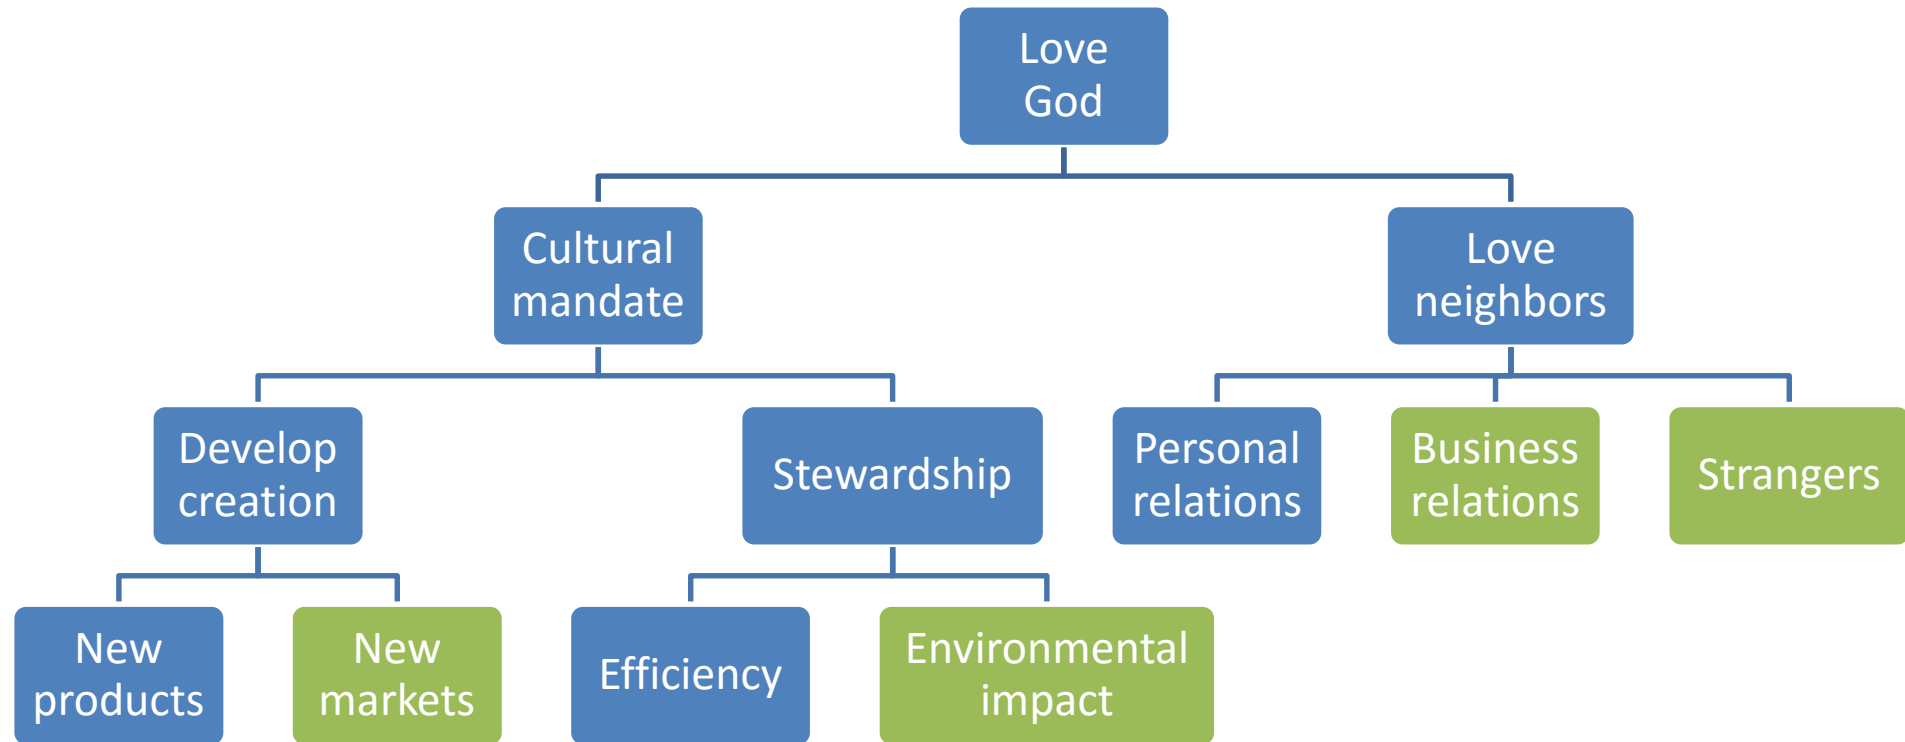 Love
God
Cultural
mandate
Love
neighbors
Develop
creation
Stewardship
Personal
relations
Business
relations
Strangers
New
products
New
markets
Efficiency
Environmental
impact